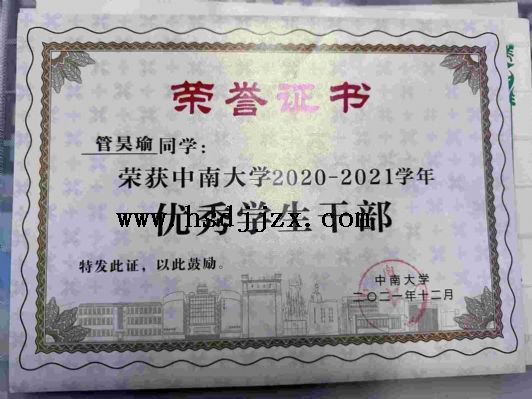 荣誉证书
管昊瑜同学：
荣获中南大学2020-2021学年
优秀学生干部
www.hsdjjzx.com
特发此证，以此鼓励。
中南大学
二〇二一年十二月